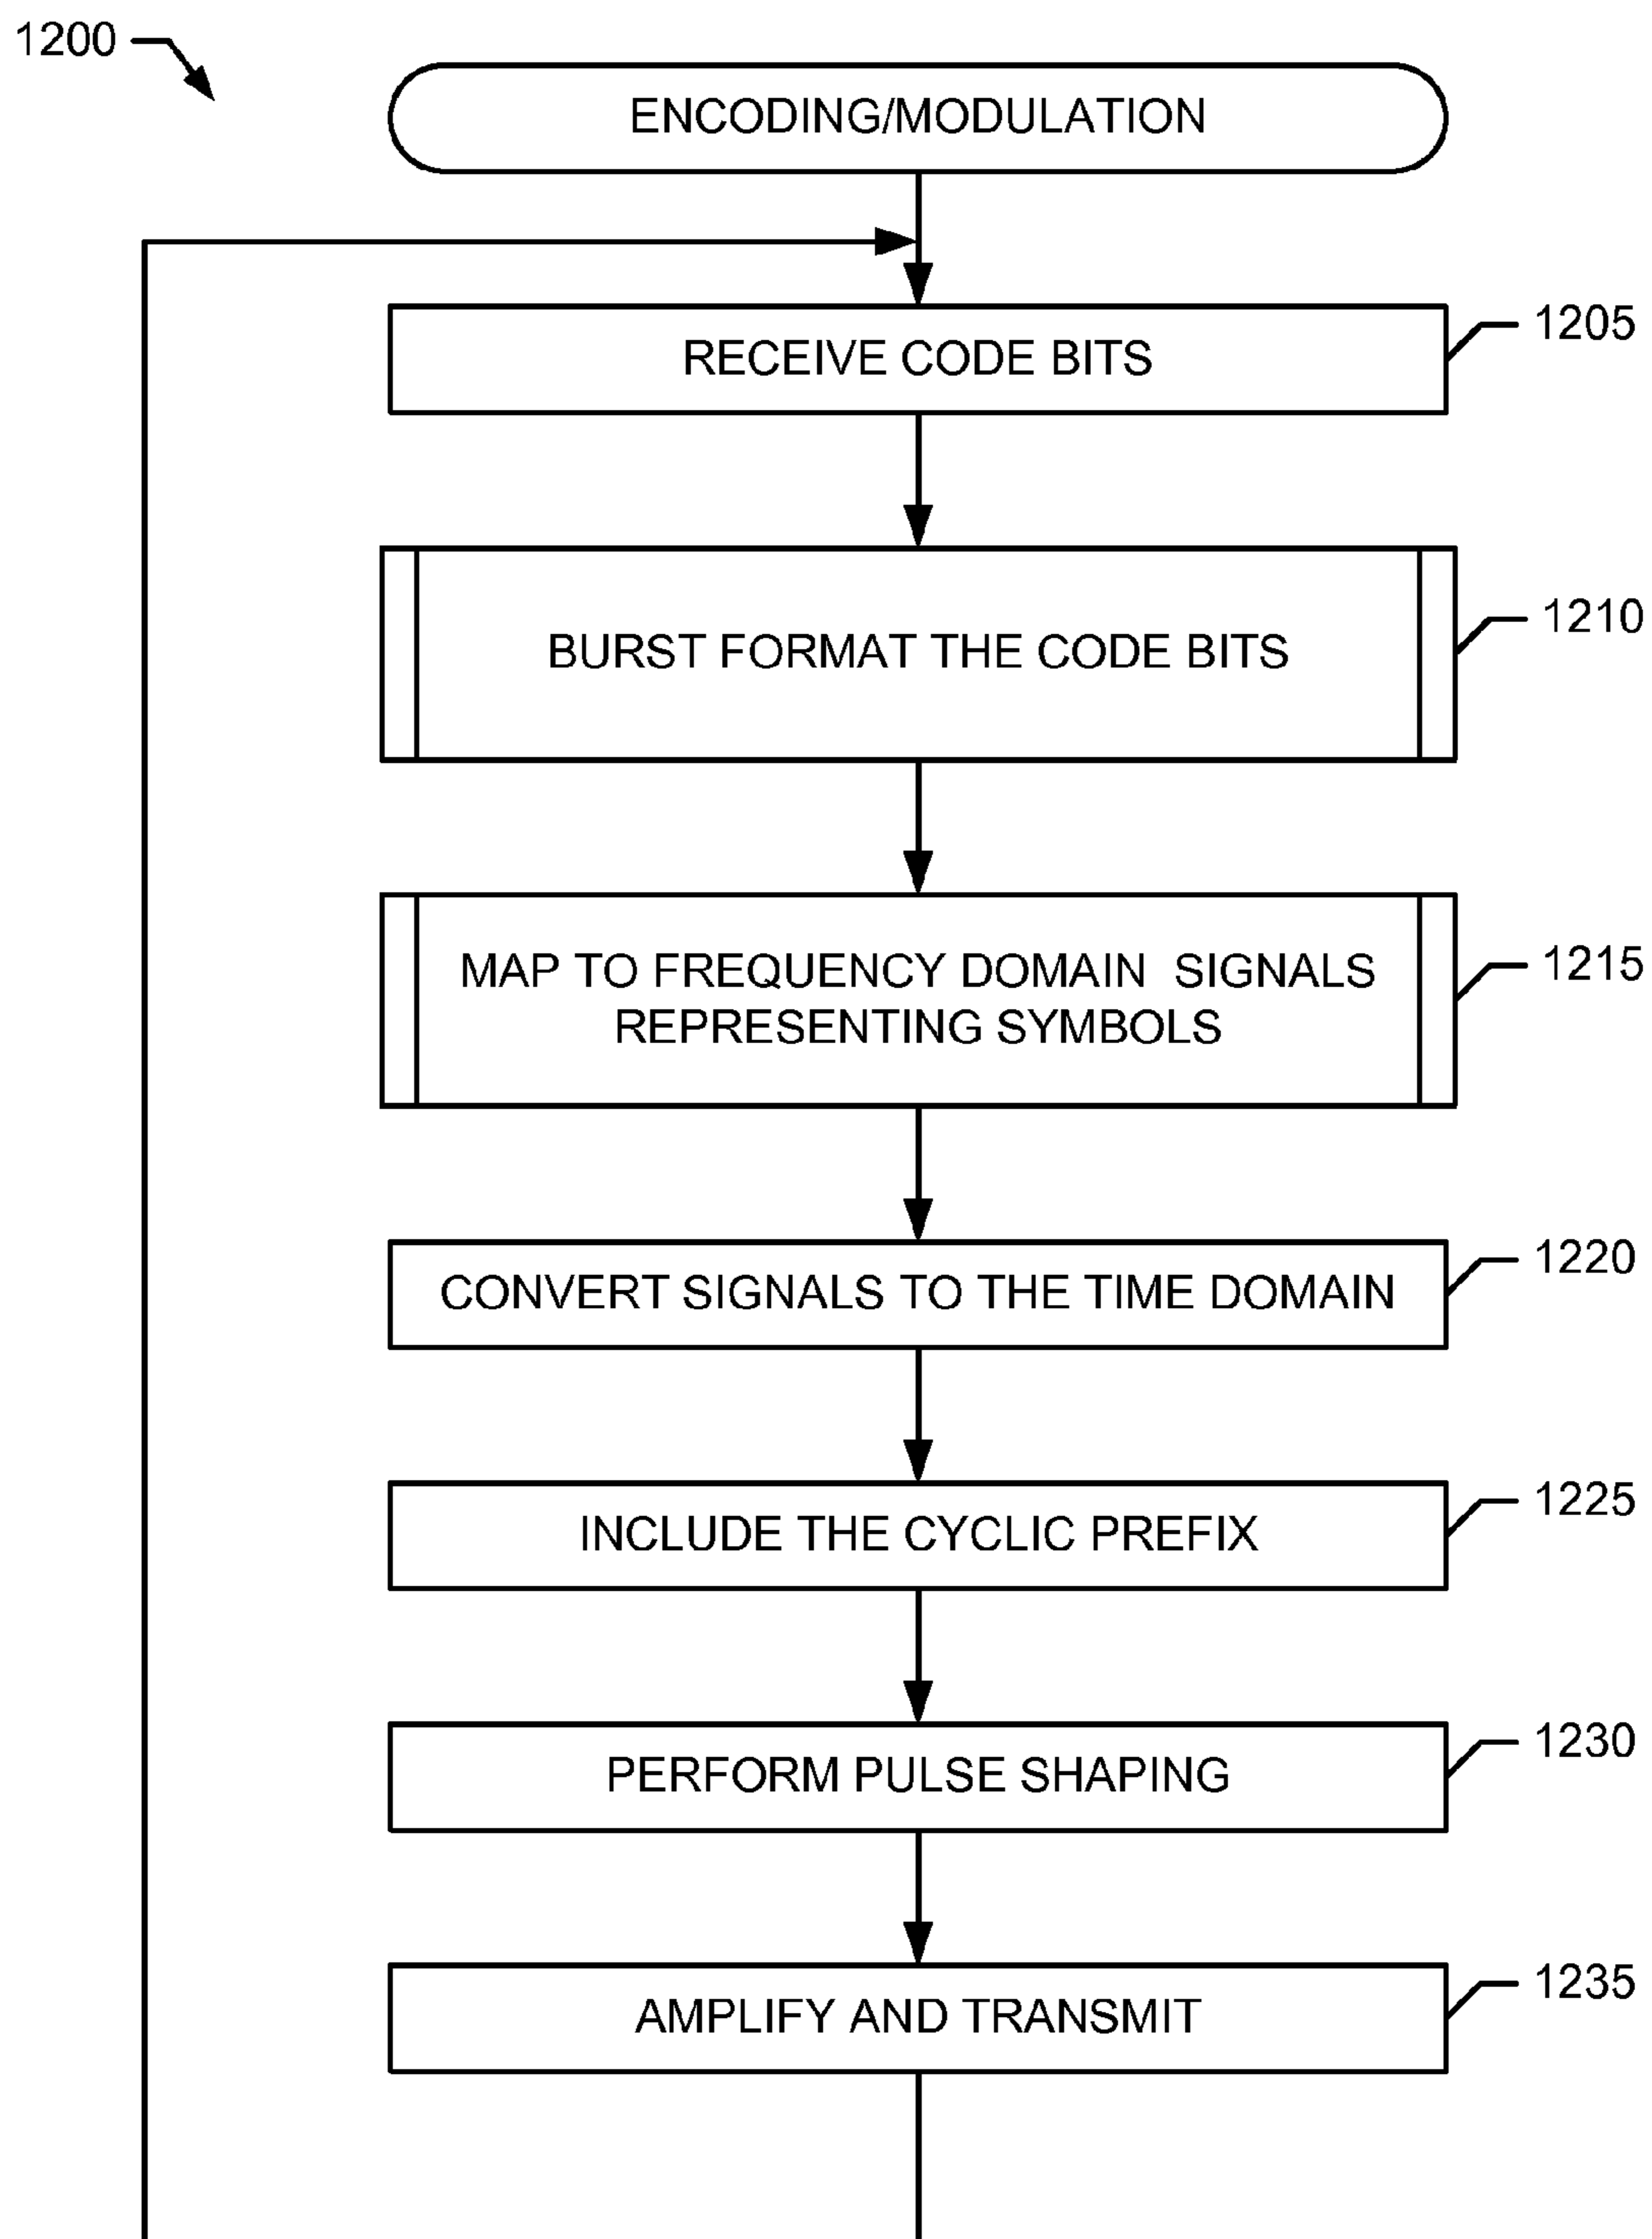 1200
ENCODING/MODULATION
RECEIVE CODE BITS
1205
BURST FORMAT THE CODE BITS
1210
MAP TO FREQUENCY DOMAIN SIGNALS
REPRESENTING SYMBOLS
1215
CONVERT SIGNALS TO THE TIME DOMAIN
1220
INCLUDE THE CYCLIC PREFIX
1225
PERFORM PULSE SHAPING
1230
AMPLIFY AND TRANSMIT
1235